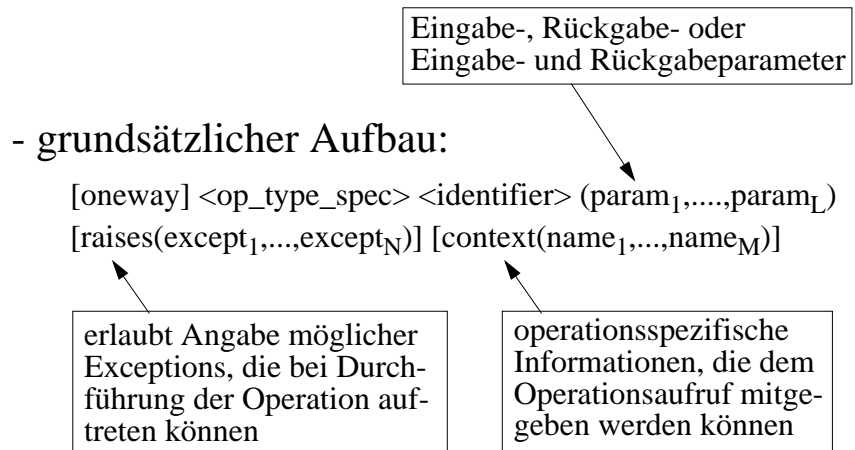 Eingabe-, Rückgabe- oder
Eingabe- und Rückgabeparameter
- grundsätzlicher Aufbau:
[oneway] <op_type_spec> <identifier> (param1,....,paramL)
[raises(except1,...,exceptN)] [context(name1,...,nameM)]
erlaubt Angabe möglicher
Exceptions, die bei Durch-
führung der Operation auf-
treten können
operationsspezifische
Informationen, die dem
Operationsaufruf mitge-
geben werden können